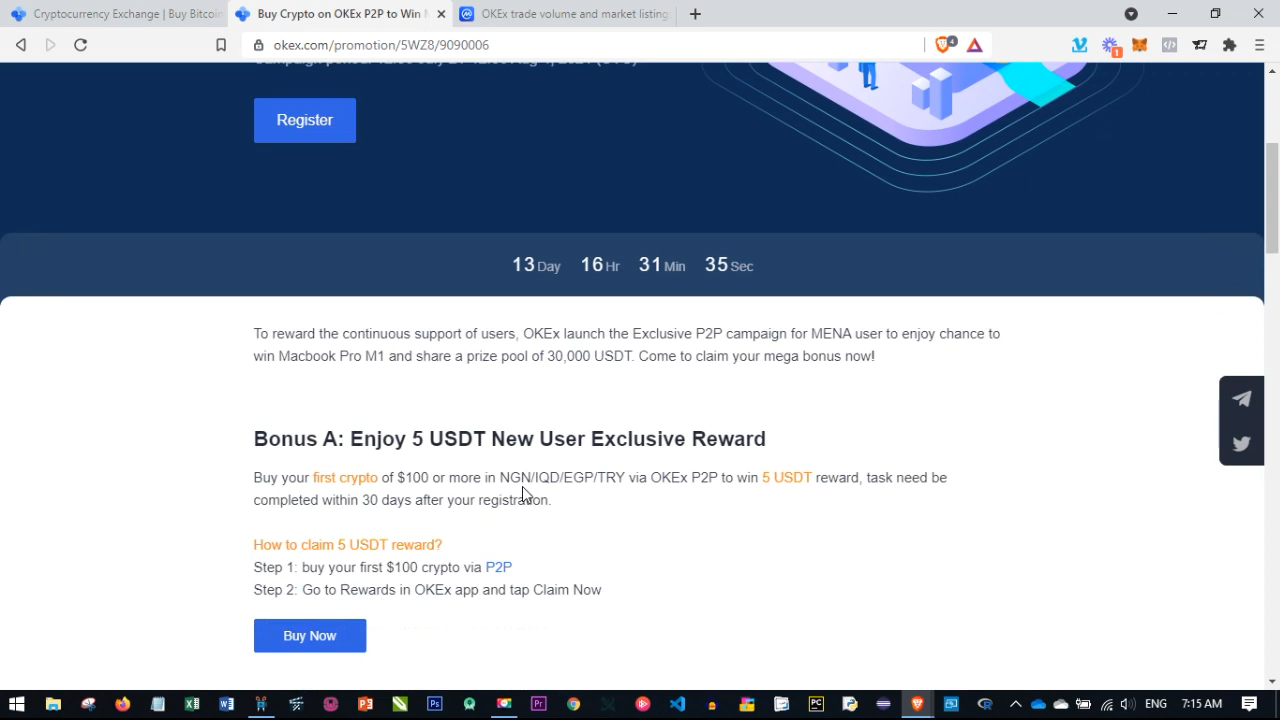 Cryptocurrency Exchange | Buy Bitcoin
Buy Crypto on OKEx P2P to Win
OKEx trade volume and market listing
okex.com/promotion/5WZ8/9090006
4
1
Register
13 Day 16 Hr 31 Min 35 Sec
To reward the continuous support of users, OKEx launch the Exclusive P2P campaign for MENA user to enjoy chance to
win Macbook Pro M1 and share a prize pool of 30,000 USDT. Come to claim your mega bonus now!
Bonus A: Enjoy 5 USDT New User Exclusive Reward
Buy your first crypto of $100 or more in NGN/IQD/EGP/TRY via OKEx P2P to win 5 USDT reward, task need be
completed within 30 days after your registration.
How to claim 5 USDT reward?
Step 1: buy your first $100 crypto via P2P
Step 2: Go to Rewards in OKEx app and tap Claim Now
Buy Now
ENG 7:15 AM